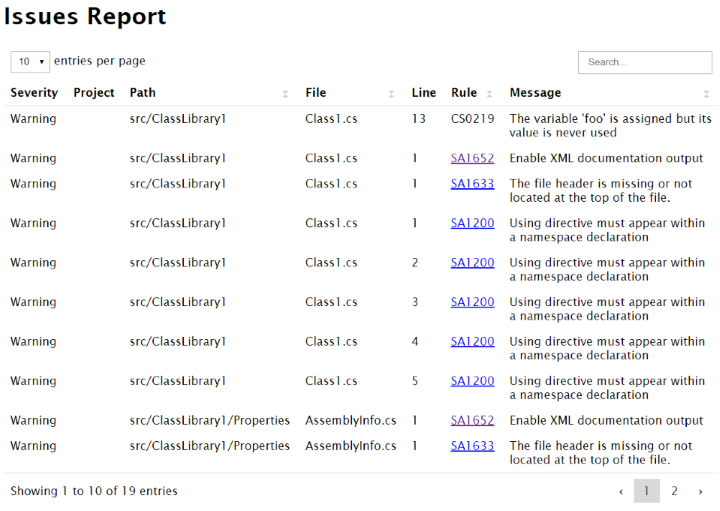 Issues Report
10 entries per page
Search...
Severity Project Path File Line Rule Message
Warning src/ClassLibrary1 Class1.cs 13 CS0219 The variable 'foo' is assigned but its
value is never used
Warning src/ClassLibrary1 Class1.cs 1 SA1652 Enable XML documentation output
Warning src/ClassLibrary1 Class1.cs 1 SA1633 The file header is missing or not
located at the top of the file.
Warning src/ClassLibrary1 Class1.cs 1 SA1200 Using directive must appear within
a namespace declaration
Warning src/ClassLibrary1 Class1.cs 2 SA1200 Using directive must appear within
a namespace declaration
Warning src/ClassLibrary1 Class1.cs 3 SA1200 Using directive must appear within
a namespace declaration
Warning src/ClassLibrary1 Class1.cs 4 SA1200 Using directive must appear within
a namespace declaration
Warning src/ClassLibrary1 Class1.cs 5 SA1200 Using directive must appear within
a namespace declaration
Warning src/ClassLibrary1/Properties AssemblyInfo.cs 1 SA1652 Enable XML documentation output
Warning src/ClassLibrary1/Properties AssemblyInfo.cs 1 SA1633 The file header is missing or not
located at the top of the file.
Showing 1 to 10 of 19 entries
‹ 1 2 ›